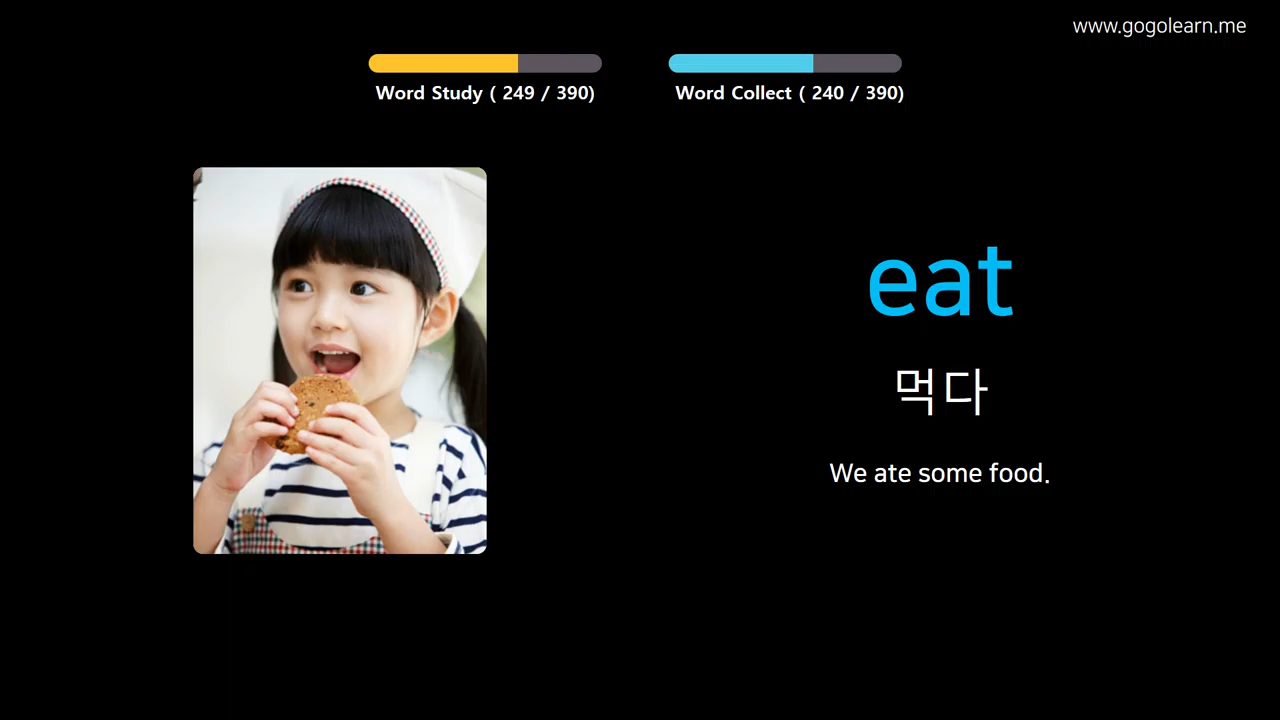 www.gogolearn.me
Word Study ( 249 / 390)
Word Collect ( 240 / 390)
eat
먹다
We ate some food.